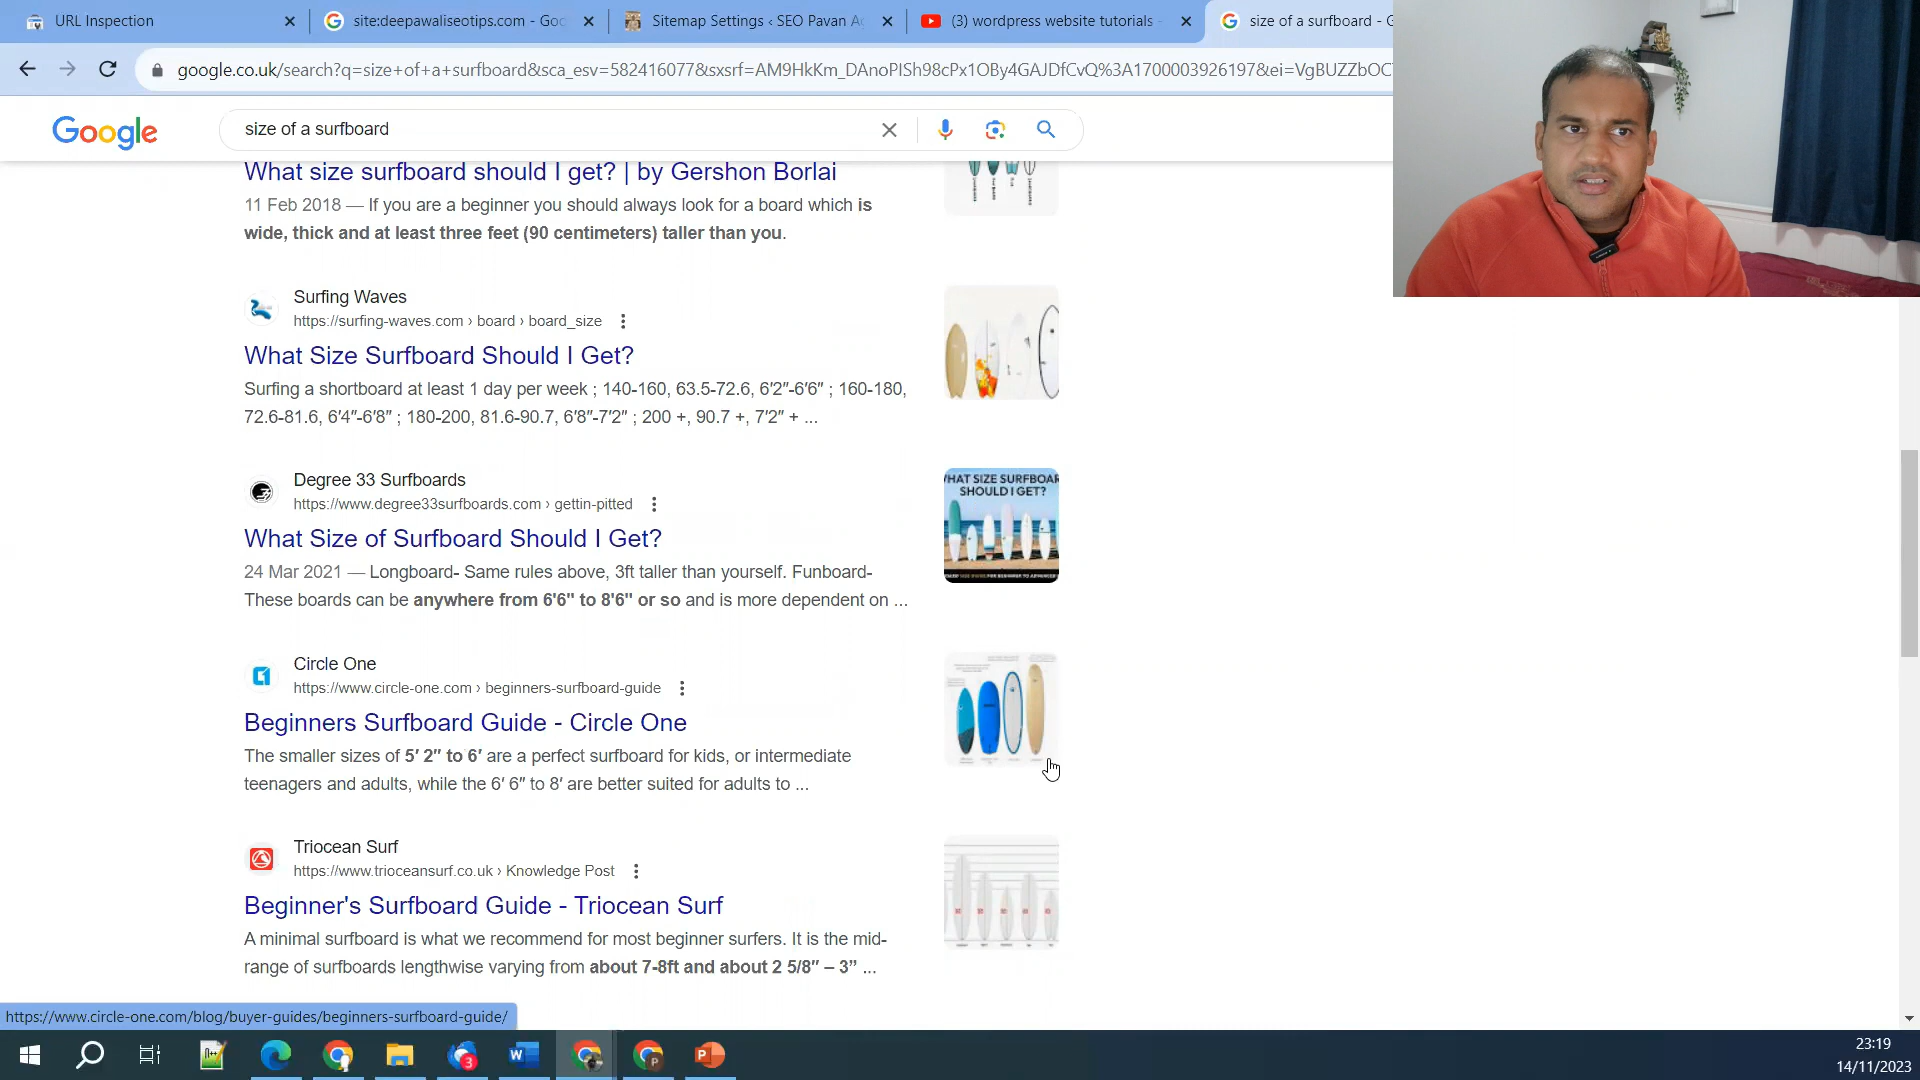 URL Inspection
site:deepawaliseotips.com - Goo
Sitemap Settings ‹ SEO Pavan Ag
(3) wordpress website tutorials -
size of a surfboard - G
google.co.uk/search?q=size+of+a+surfboard&sca_esv=582416077&sxsrf=AM9HkKm_DAnoPISh98cPx1OBy4GAJDfCvQ%3A1700003926197&ei=VgBUZZbOC
Google
size of a surfboard
What size surfboard should I get? | by Gershon Borlai
11 Feb 2018 — If you are a beginner you should always look for a board which is
wide, thick and at least three feet (90 centimeters) taller than you.
Surfing Waves
https://surfing-waves.com › board › board_size
What Size Surfboard Should I Get?
Surfing a shortboard at least 1 day per week ; 140-160, 63.5-72.6, 6′2″-6′6″ ; 160-180,
72.6-81.6, 6′4″-6′8″ ; 180-200, 81.6-90.7, 6′8″-7′2″ ; 200 +, 90.7 +, 7′2″ + ...
Degree 33 Surfboards
https://www.degree33surfboards.com › gettin-pitted
What Size of Surfboard Should I Get?
24 Mar 2021 — Longboard- Same rules above, 3ft taller than yourself. Funboard-
These boards can be anywhere from 6'6" to 8'6" or so and is more dependent on ...
WHAT SIZE SURFBOAR
SHOULD I GET?
Circle One
https://www.circle-one.com › beginners-surfboard-guide
Beginners Surfboard Guide - Circle One
The smaller sizes of 5′ 2″ to 6′ are a perfect surfboard for kids, or intermediate
teenagers and adults, while the 6′ 6″ to 8′ are better suited for adults to ...
Triocean Surf
https://www.trioceansurf.co.uk › Knowledge Post
Beginner's Surfboard Guide - Triocean Surf
A minimal surfboard is what we recommend for most beginner surfers. It is the mid-
range of surfboards lengthwise varying from about 7-8ft and about 2 5/8″ – 3” ...
https://www.circle-one.com/blog/buyer-guides/beginners-surfboard-guide/
3
23:19
14/11/2023